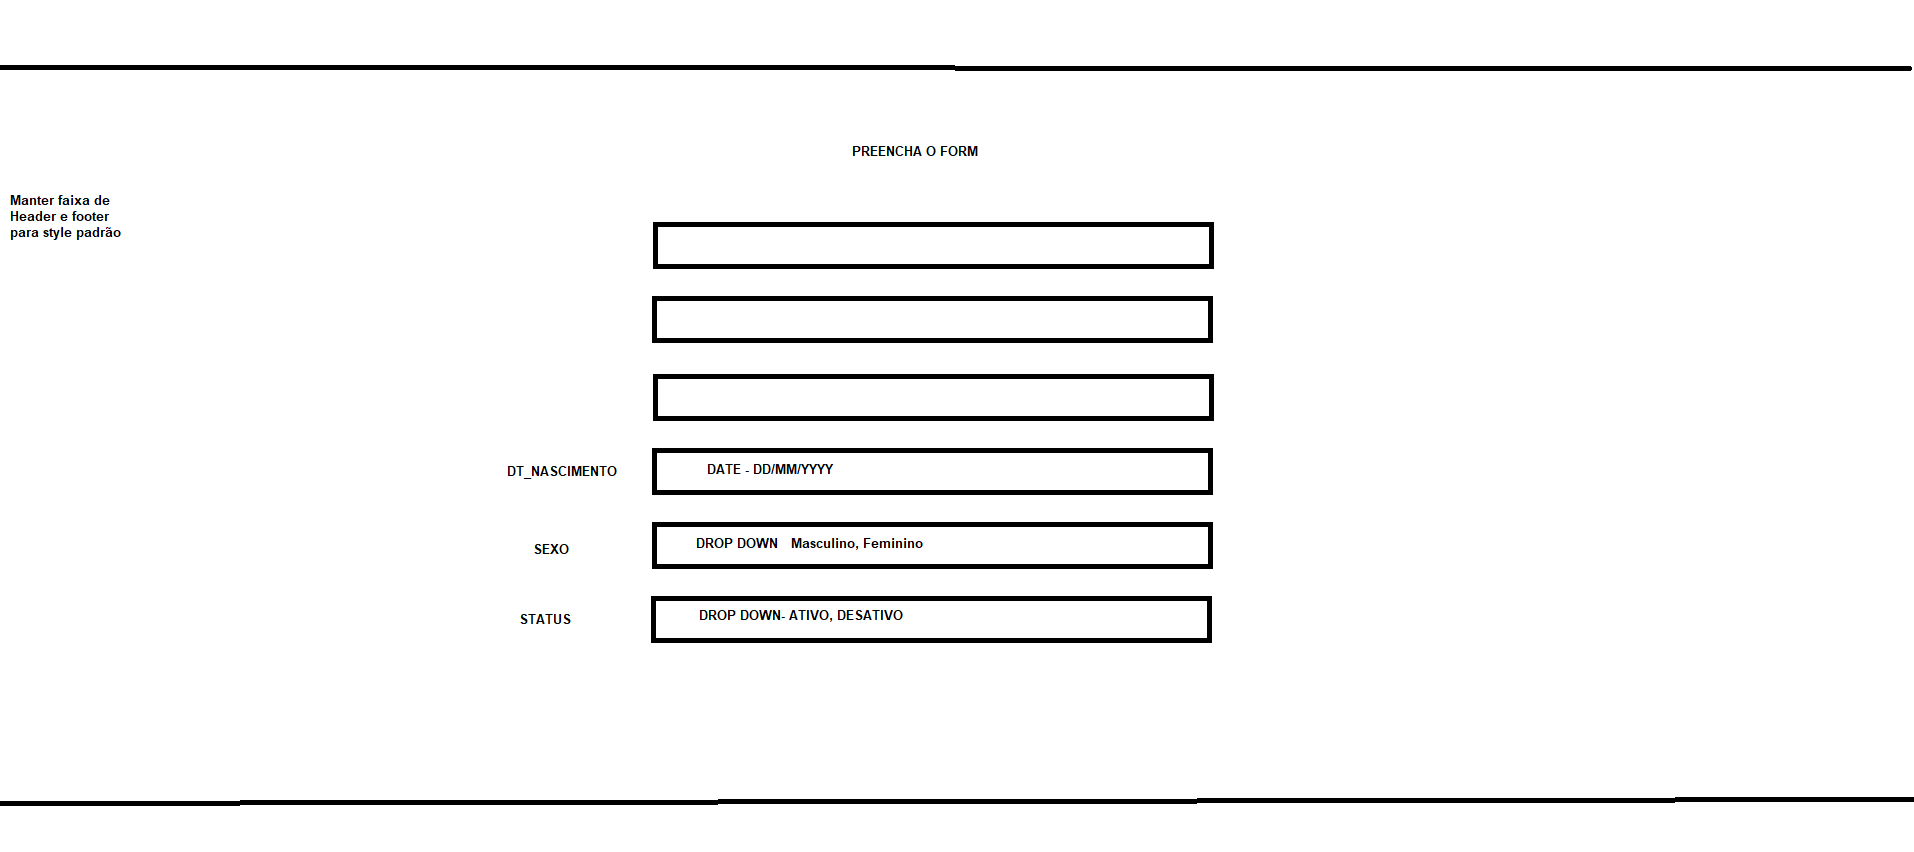 PREENCHA O FORM
Manter faixa de
Header e footer
para style padrão
DT_NASCIMENTO
DATE - DD/MM/YYYY
SEXO
DROP DOWN Masculino, Feminino
STATUS
DROP DOWN- ATIVO, DESATIVO